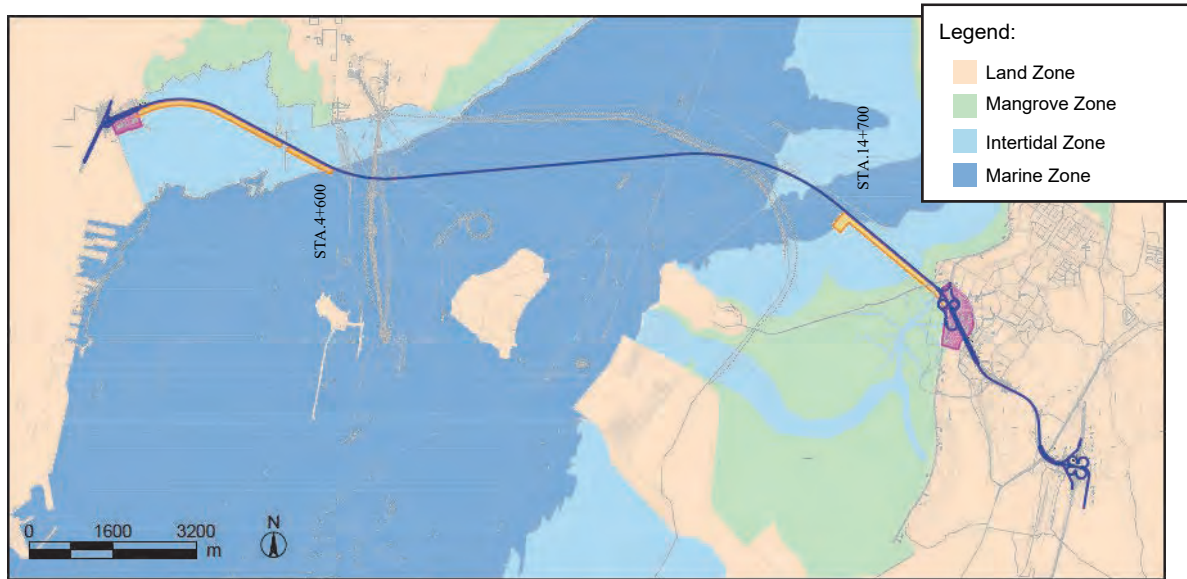 Legend:
Land Zone
Mangrove Zone
Intertidal Zone
Marine Zone
STA.4+600
STA.14+700
0 1600 3200
m
N